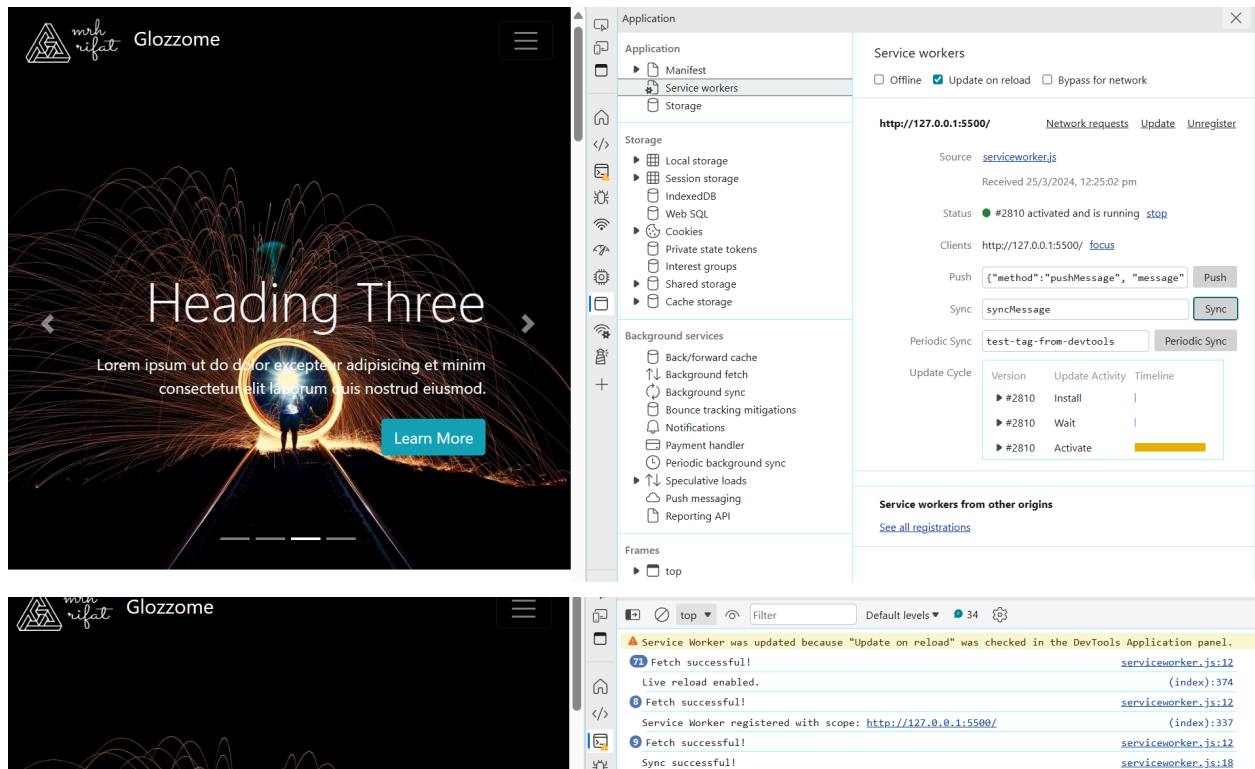 mrh
rifat
Glozzome
Heading Three
Lorem ipsum ut do dolor excepteur adipisicing et minim
consectetur elit laborum quis nostrud eiusmod.
Learn More
Application
Application
Manifest
Service workers
Storage
Storage
Local storage
Session storage
IndexedDB
Web SQL
Cookies
Private state tokens
Interest groups
Shared storage
Cache storage
Background services
Back/forward cache
Background fetch
Background sync
Bounce tracking mitigations
Notifications
Payment handler
Periodic background sync
Speculative loads
Push messaging
Reporting API
Frames
top
Service workers
Offline Update on reload Bypass for network
http://127.0.0.1:5500/ Network requests Update Unregister
Source serviceworker.js
Received 25/3/2024, 12:25:02 pm
Status #2810 activated and is running stop
Clients http://127.0.0.1:5500/ focus
Push {"method":"pushMessage", "message" Push
Sync syncMessage Sync
Periodic Sync test-tag-from-devtools Periodic Sync
Update Cycle Version Update Activity Timeline
#2810 Install
#2810 Wait
#2810 Activate
Service workers from other origins
See all registrations
mrh
rifat
Glozzome
top Filter Default levels 34
Service Worker was updated because "Update on reload" was checked in the DevTools Application panel.
71 Fetch successful! serviceworker.js:12
Live reload enabled. (index):374
8 Fetch successful! serviceworker.js:12
Service Worker registered with scope: http://127.0.0.1:5500/ (index):337
9 Fetch successful! serviceworker.js:12
Sync successful! serviceworker.js:18